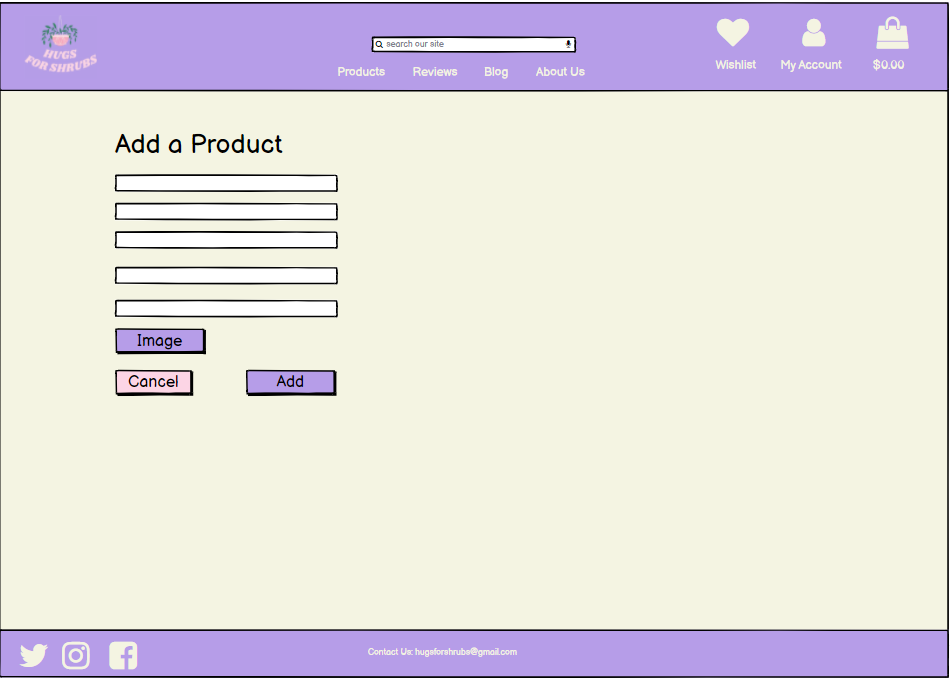 HUGS
FOR SHRUBS
search our site
Products Reviews Blog About Us
Wishlist My Account $0.00
Add a Product
Image
Cancel Add
Contact Us: hugsforshrubs@gmail.com